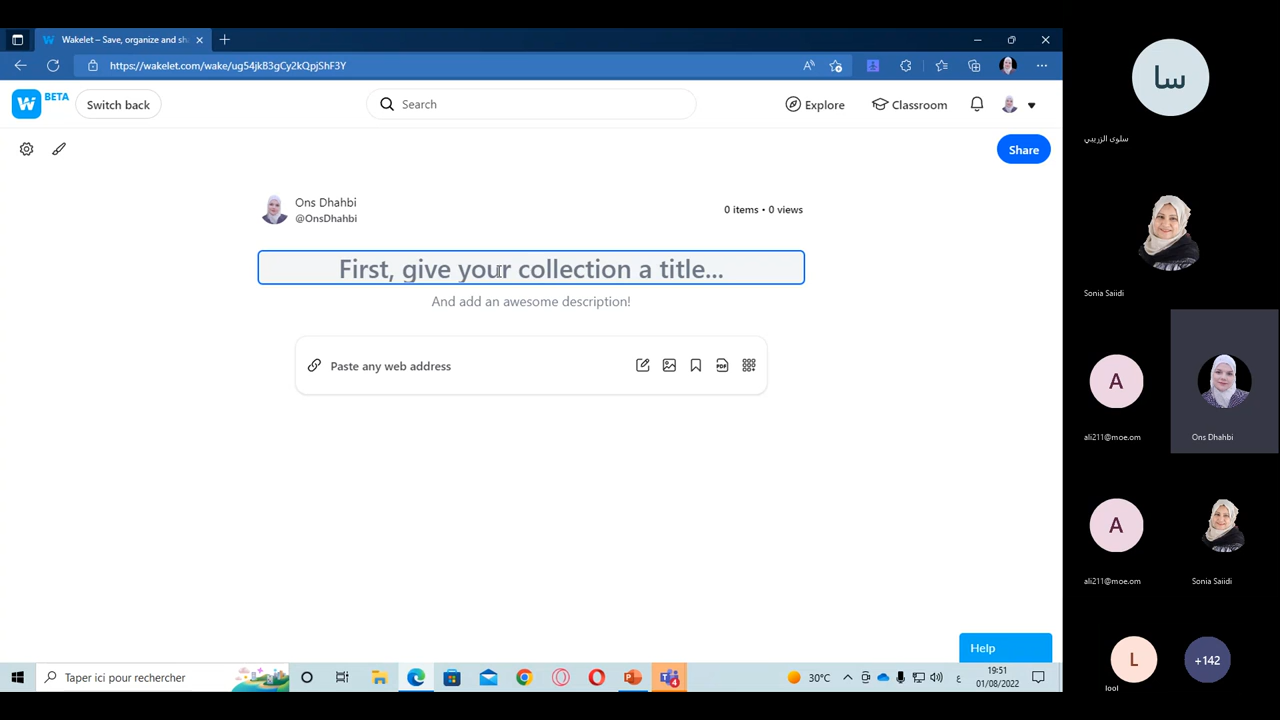 Wakelet – Save, organize and sh
https://wakelet.com/wake/ug54jkB3gCy2kQpjShF3Y
W BETA
Switch back
Search
Explore
Classroom
Share
Ons Dhahbi
@OnsDhahbi
0 items • 0 views
First, give your collection a title...
And add an awesome description!
Paste any web address
PDF
Help
Taper ici pour rechercher
30°C
ع
19:51
01/08/2022
سا
سلوى الزريبي
Sonia Saiidi
A
ali211@moe.om
Ons Dhahbi
A
ali211@moe.om
Sonia Saiidi
L
lool
+142